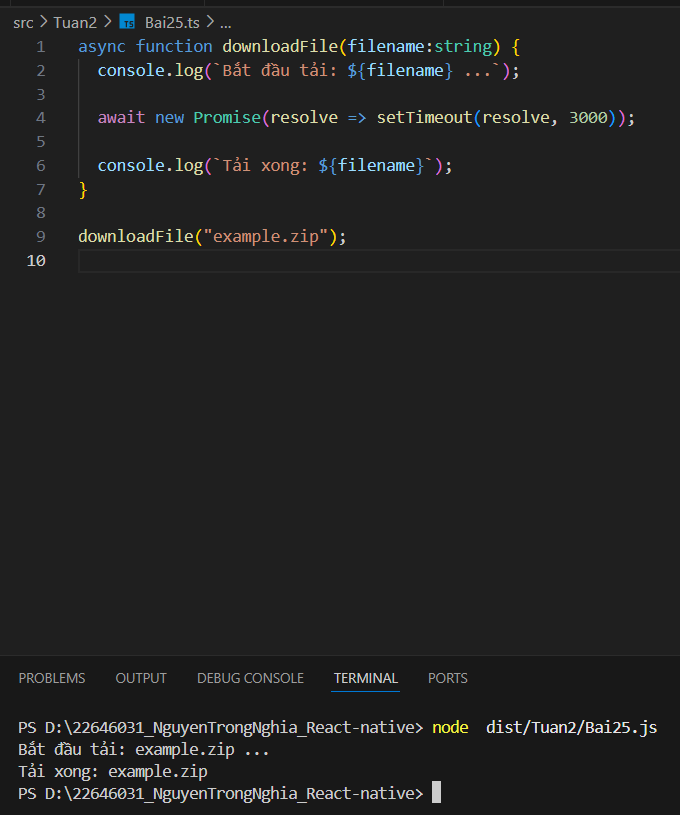 src > Tuan2 > TS Bai25.ts > ...
1 async function downloadFile(filename:string) {
2 console.log(`Bắt đầu tải: ${filename} ...`);
3
4 await new Promise(resolve => setTimeout(resolve, 3000));
5
6 console.log(`Tải xong: ${filename}`);
7 }
8
9 downloadFile("example.zip");
10
PROBLEMS OUTPUT DEBUG CONSOLE TERMINAL PORTS
PS D:\22646031_NguyenTrongNghia_React-native> node  dist/Tuan2/Bai25.js
Bắt đầu tải: example.zip ...
Tải xong: example.zip
PS D:\22646031_NguyenTrongNghia_React-native>